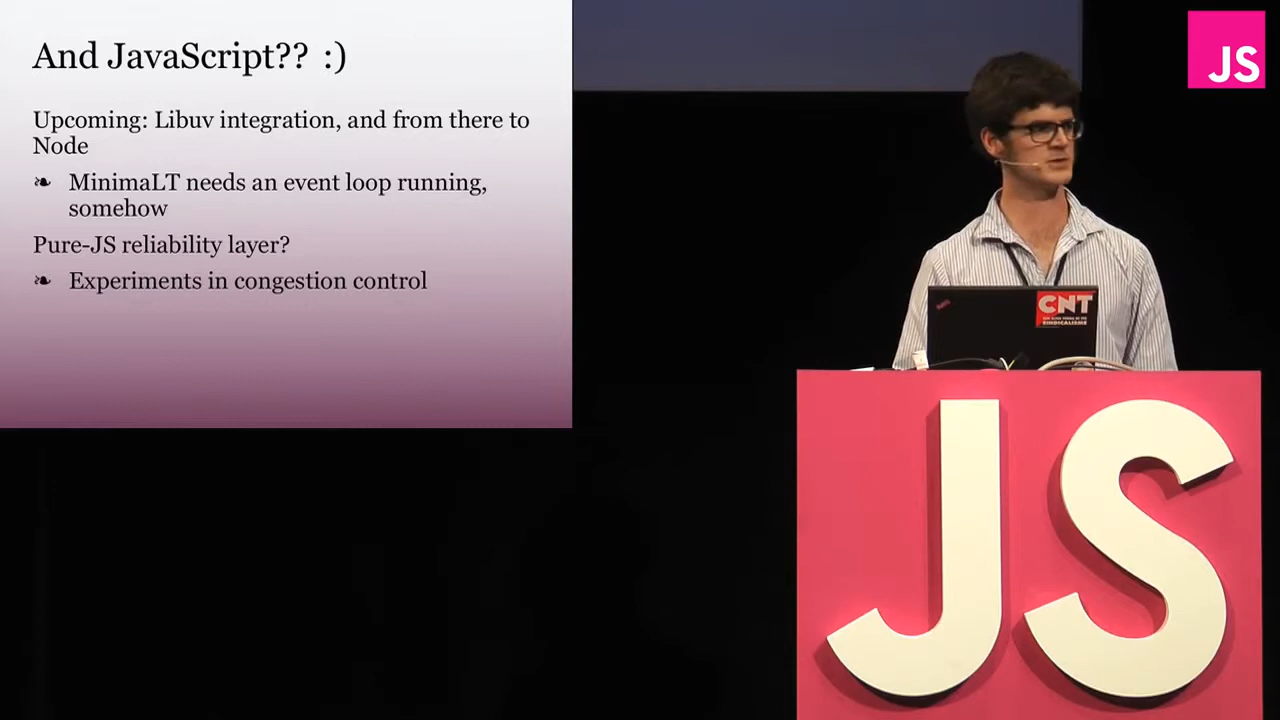 And JavaScript?? :)
Upcoming: Libuv integration, and from there to
Node
❧ MinimaLT needs an event loop running,
somehow
Pure-JS reliability layer?
❧ Experiments in congestion control
JS
CNT
SINDICALISME
JS